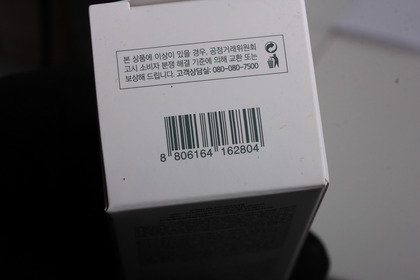 본 상품에 이상이 있을 경우, 공정거래위원회
고시 소비자 분쟁 해결 기준에 의해 교환 또는
보상해 드립니다. 고객상담실: 080-080-7500
8 806164 162804